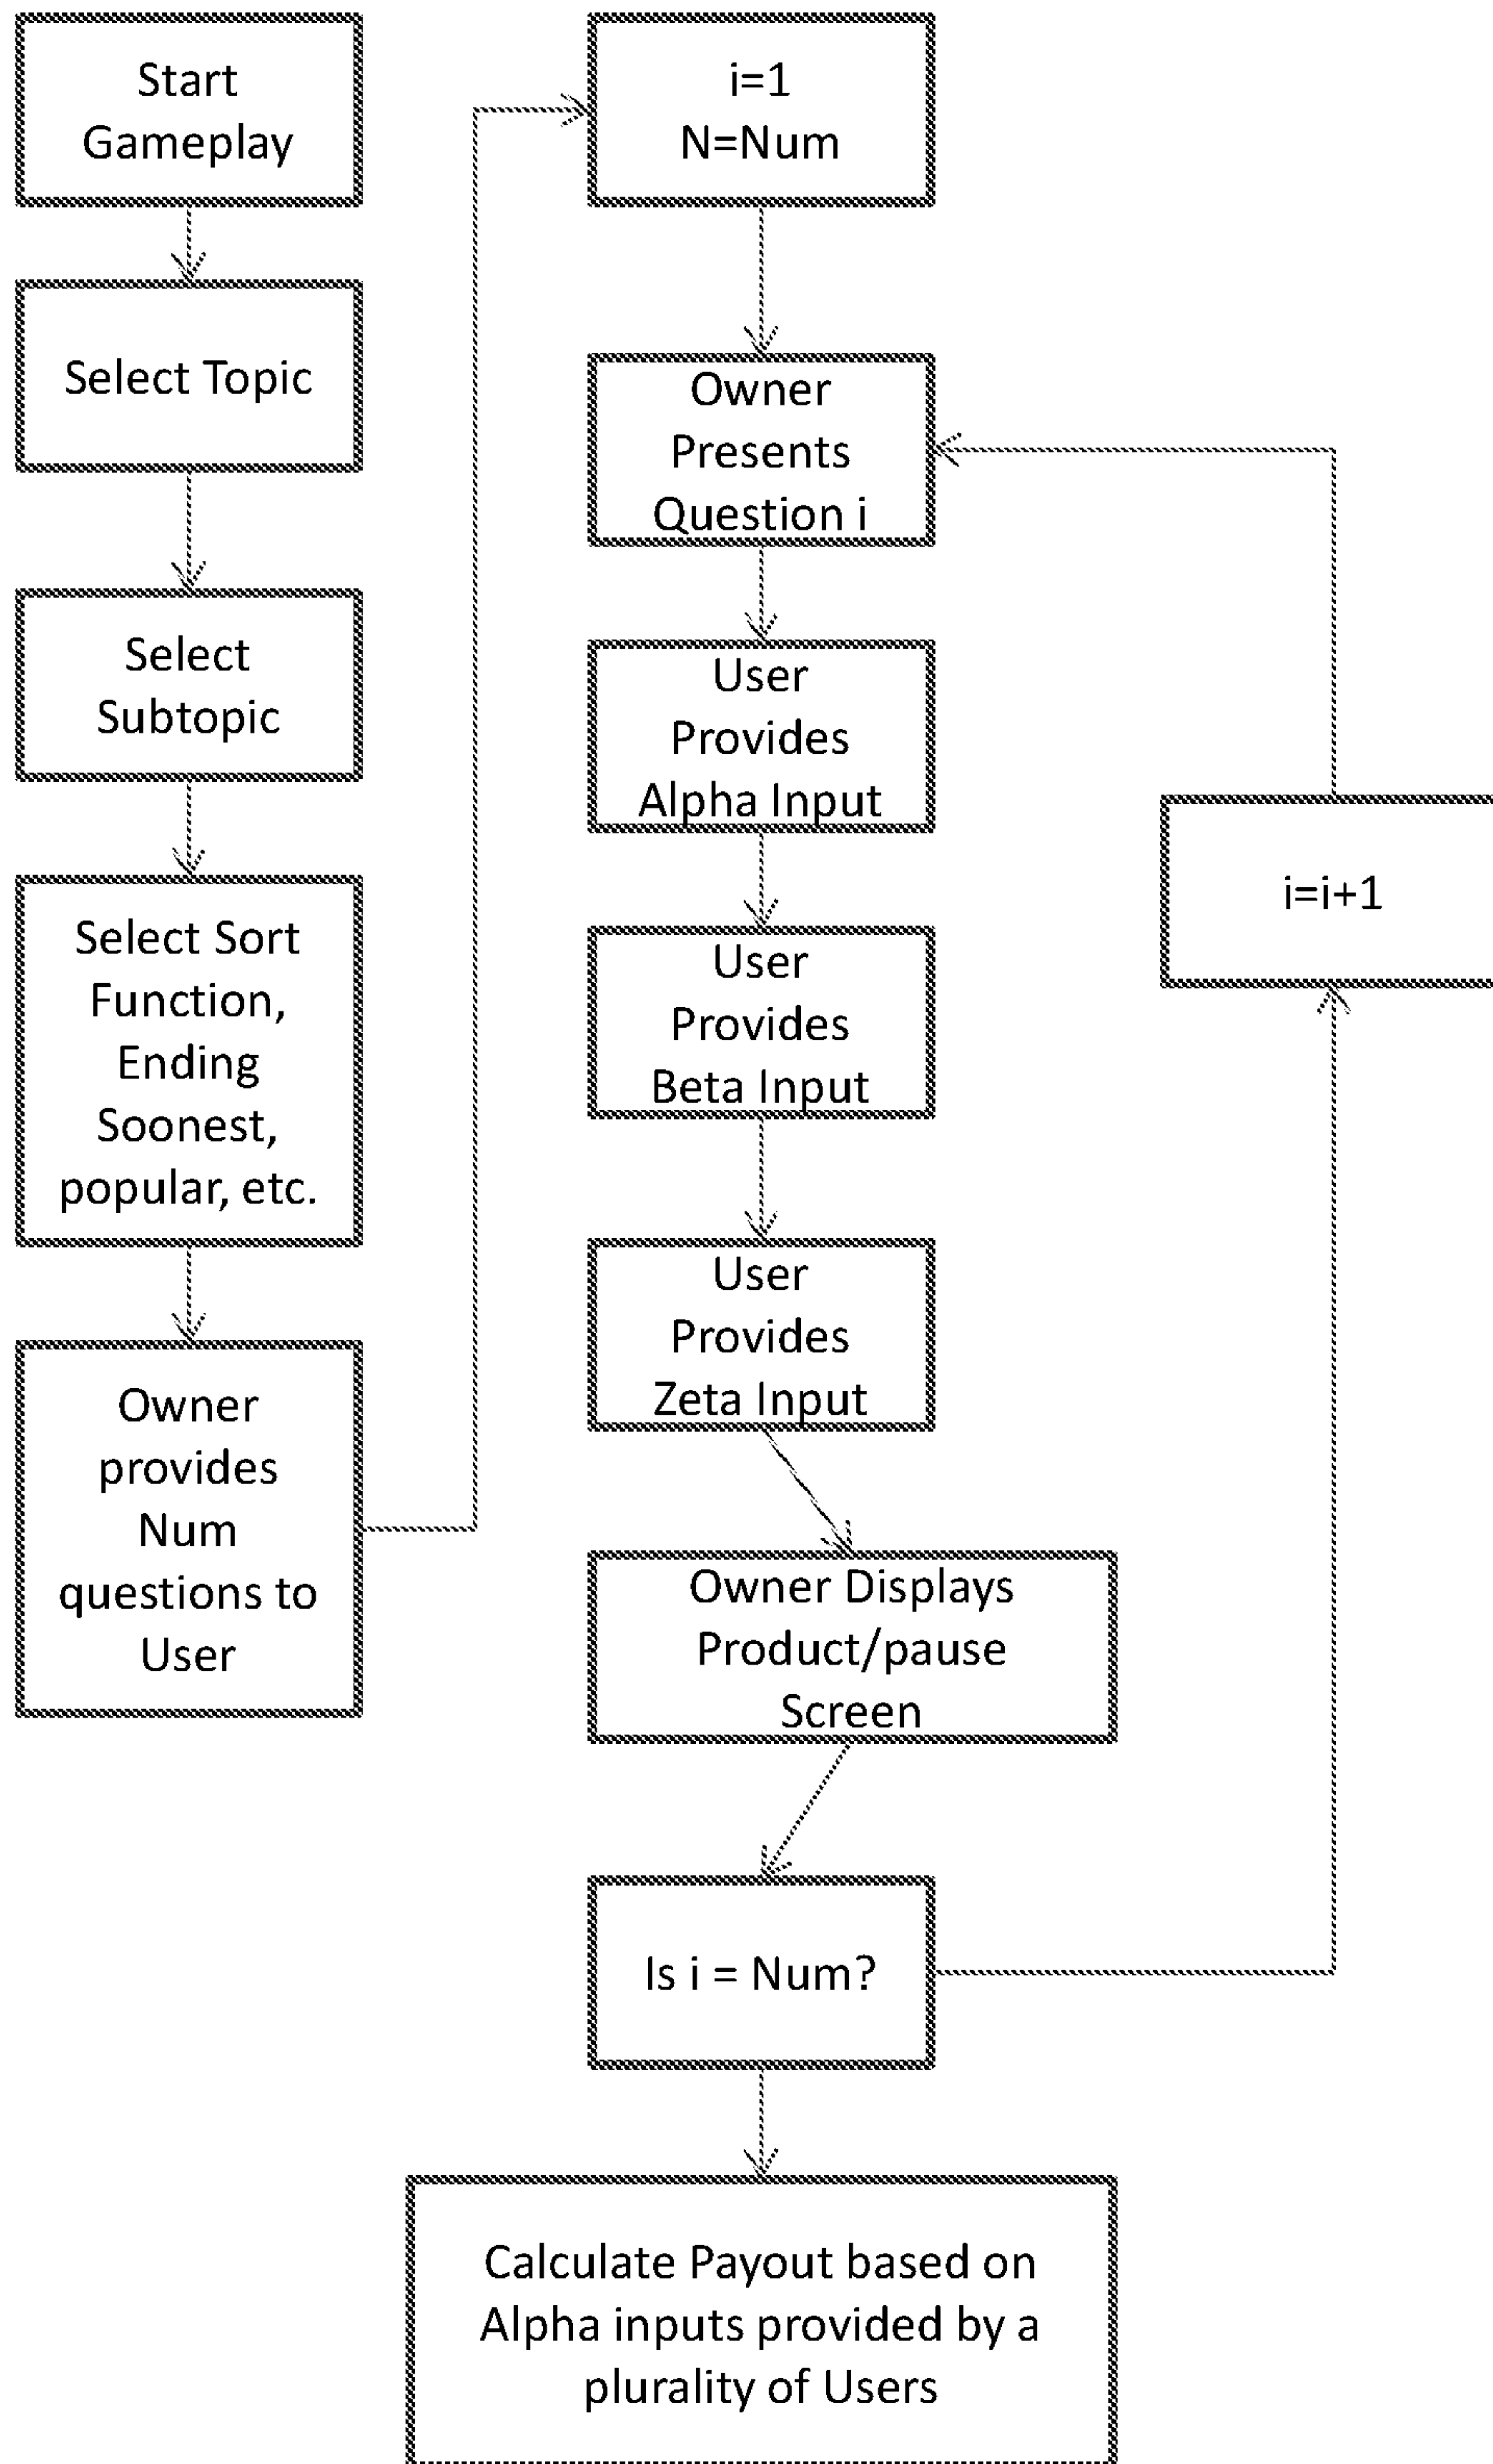 Start
Gameplay
Select Topic
Select
Subtopic
Select Sort
Function,
Ending
Soonest,
popular, etc.
Owner
provides
Num
questions to
User
i=1
N=Num
Owner
Presents
Question i
User
Provides
Alpha Input
User
Provides
Beta Input
User
Provides
Zeta Input
Owner Displays
Product/pause
Screen
Is i = Num?
i=i+1
Calculate Payout based on
Alpha inputs provided by a
plurality of Users